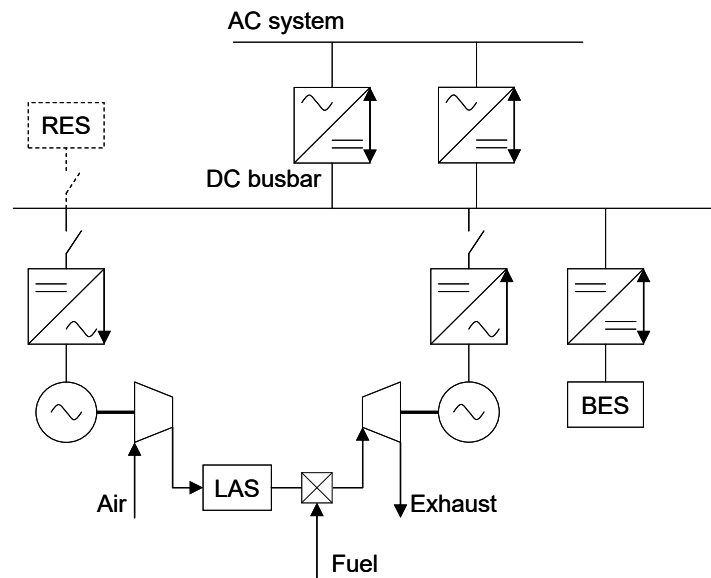 AC system
RES
DC busbar
BES
LAS
Air
Exhaust
Fuel